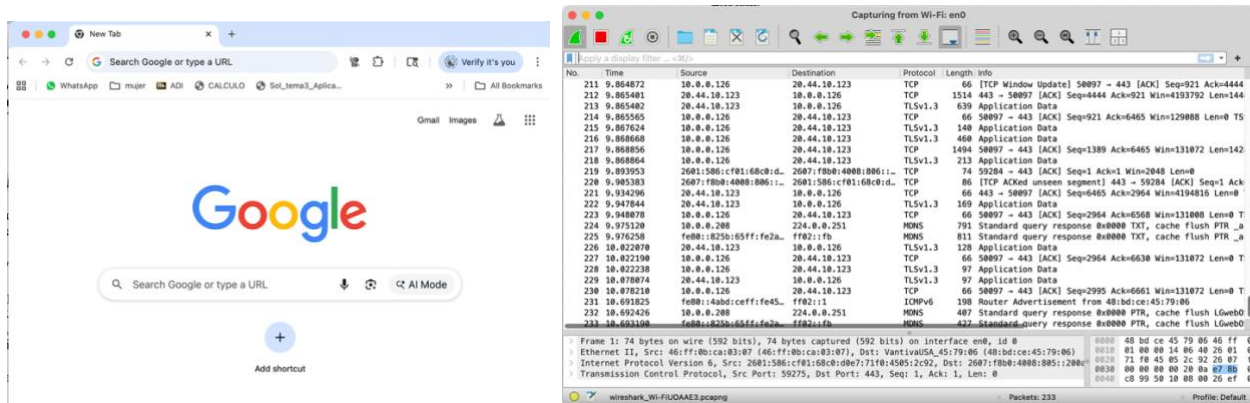 New Tab
Search Google or type a URL
Verify it's you
WhatsApp mujer ADI CALCULO Sol_tema3_Aplica... » All Bookmarks
Gmail Images
Google
Search Google or type a URL AI Mode
Add shortcut
Capturing from Wi-Fi: en0
Apply a display filter ... <⌘/>
No. Time Source Destination Protocol Length Info
211 9.864872 10.0.0.126 20.44.10.123 TCP 66 [TCP Window Update] 50097 → 443 [ACK] Seq=921 Ack=4444
212 9.865401 20.44.10.123 10.0.0.126 TCP 1514 443 → 50097 [ACK] Seq=4444 Ack=921 Win=4193792 Len=144
213 9.865402 20.44.10.123 10.0.0.126 TLSv1.3 639 Application Data
214 9.865565 10.0.0.126 20.44.10.123 TCP 66 50097 → 443 [ACK] Seq=921 Ack=6465 Win=129088 Len=0 TS
215 9.867624 10.0.0.126 20.44.10.123 TLSv1.3 140 Application Data
216 9.868668 10.0.0.126 20.44.10.123 TLSv1.3 460 Application Data
217 9.868856 10.0.0.126 20.44.10.123 TCP 1494 50097 → 443 [ACK] Seq=1389 Ack=6465 Win=131072 Len=142
218 9.868864 10.0.0.126 20.44.10.123 TLSv1.3 213 Application Data
219 9.893953 2601:586:cf01:68c0:d… 2607:f8b0:4008:806::… TCP 74 59284 → 443 [ACK] Seq=1 Ack=1 Win=2048 Len=0
220 9.905383 2607:f8b0:4008:806::… 2601:586:cf01:68c0:d… TCP 86 [TCP ACKed unseen segment] 443 → 59284 [ACK] Seq=1 Ack
221 9.934296 20.44.10.123 10.0.0.126 TCP 66 443 → 50097 [ACK] Seq=6465 Ack=2964 Win=4194816 Len=0
222 9.947844 20.44.10.123 10.0.0.126 TLSv1.3 169 Application Data
223 9.948078 10.0.0.126 20.44.10.123 TCP 66 50097 → 443 [ACK] Seq=2964 Ack=6568 Win=131008 Len=0 T
224 9.975120 10.0.0.208 224.0.0.251 MDNS 791 Standard query response 0x0000 TXT, cache flush PTR _a
225 9.976258 fe80::825b:65ff:fe2a… ff02::fb MDNS 811 Standard query response 0x0000 TXT, cache flush PTR _a
226 10.022070 20.44.10.123 10.0.0.126 TLSv1.3 128 Application Data
227 10.022190 10.0.0.126 20.44.10.123 TCP 66 50097 → 443 [ACK] Seq=2964 Ack=6630 Win=131072 Len=0 T
228 10.022238 10.0.0.126 20.44.10.123 TLSv1.3 97 Application Data
229 10.078074 20.44.10.123 10.0.0.126 TLSv1.3 97 Application Data
230 10.078210 10.0.0.126 20.44.10.123 TCP 66 50097 → 443 [ACK] Seq=2995 Ack=6661 Win=131072 Len=0 T
231 10.691825 fe80::4abd:ceff:fe45… ff02::1 ICMPv6 198 Router Advertisement from 48:bd:ce:45:79:06
232 10.692426 10.0.0.208 224.0.0.251 MDNS 407 Standard query response 0x0000 PTR, cache flush LGwebO
233 10.693190 fe80::825b:65ff:fe2a… ff02::fb MDNS 427 Standard query response 0x0000 PTR, cache flush LGwebO
Frame 1: 74 bytes on wire (592 bits), 74 bytes captured (592 bits) on interface en0, id 0
Ethernet II, Src: 46:ff:0b:ca:03:07 (46:ff:0b:ca:03:07), Dst: VantivaUSA_45:79:06 (48:bd:ce:45:79:06)
Internet Protocol Version 6, Src: 2601:586:cf01:68c0:d0e7:71f0:4505:2c92, Dst: 2607:f8b0:4008:805::200
Transmission Control Protocol, Src Port: 59275, Dst Port: 443, Seq: 1, Ack: 1, Len: 0
0000 48 bd ce 45 79 06 46 ff
0010 01 00 00 14 06 40 26 01
0020 71 f0 45 05 2c 92 26 07
0030 00 00 00 00 20 0a e7 8b
0040 c8 99 50 10 08 00 26 ef
wireshark_Wi-FiUOAAE3.pcapng Packets: 233 Profile: Default